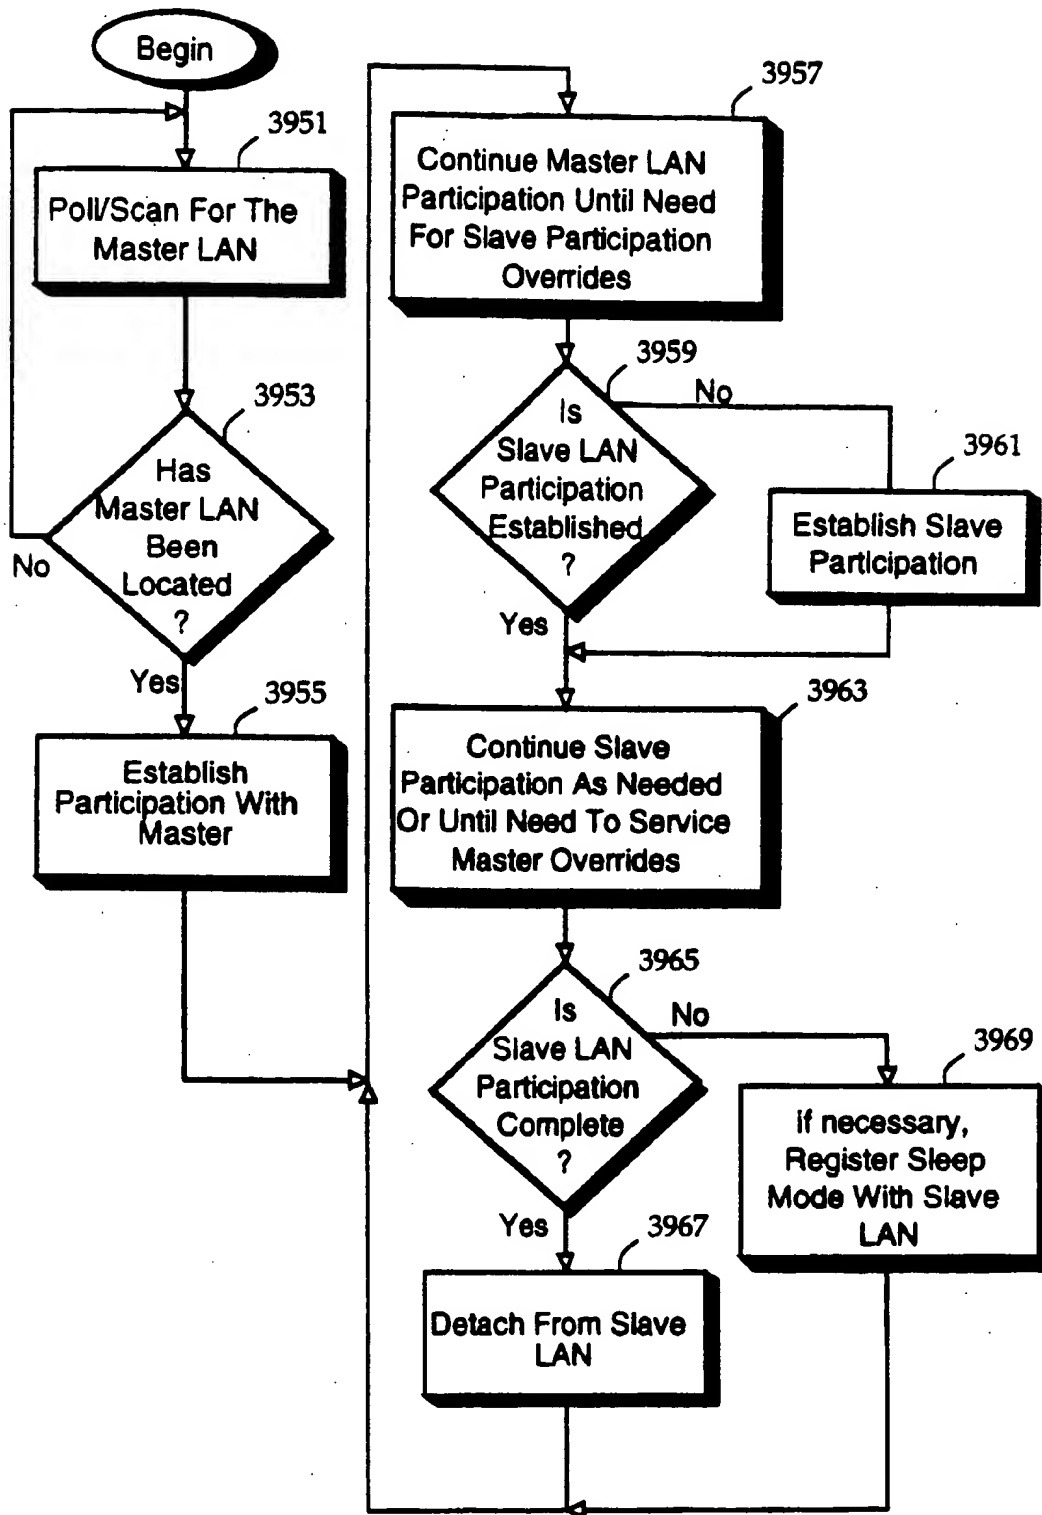 Begin
3951
Poll/Scan For The
Master LAN
3953
Has
Master LAN
Been
Located
?
No
Yes
3955
Establish
Participation With
Master
3957
Continue Master LAN
Participation Until Need
For Slave Participation
Overrides
3959
Is
Slave LAN
Participation
Established
?
No
Yes
3961
Establish Slave
Participation
3963
Continue Slave
Participation As Needed
Or Until Need To Service
Master Overrides
3965
Is
Slave LAN
Participation
Complete
?
No
Yes
3967
Detach From Slave
LAN
3969
If necessary,
Register Sleep
Mode With Slave
LAN